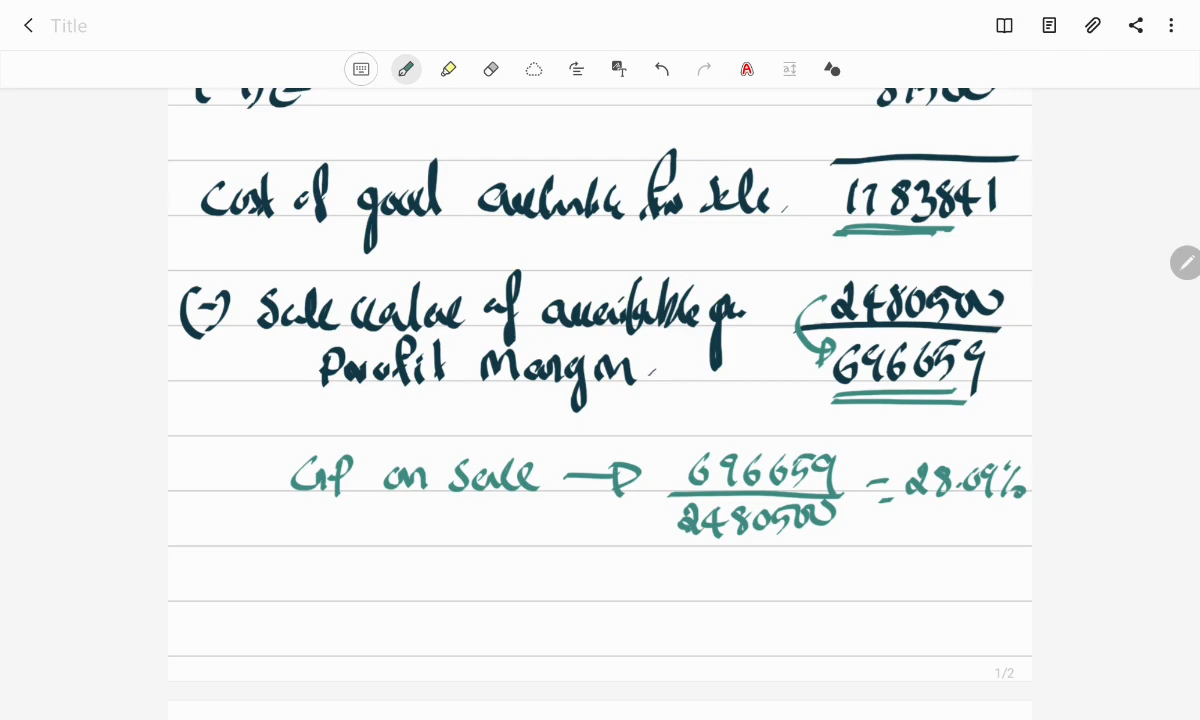 Title
Cost of good available for sale. 1783841
(-) Sale value of available gr 2480500
Profit Margin. 696659
GP on sale → 696659 = 28.09%
2480500
1/2